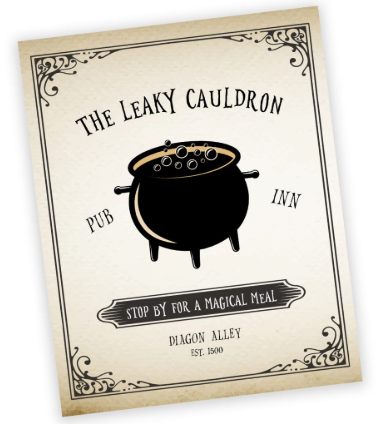 THE LEAKY CAULDRON
PUB INN
STOP BY FOR A MAGICAL MEAL
DIAGON ALLEY
EST. 1500